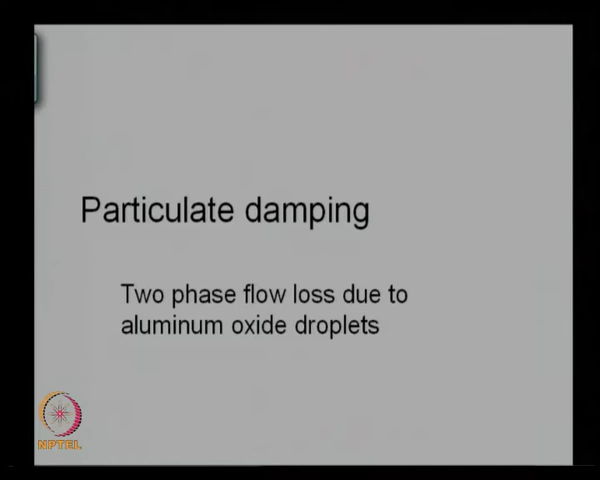 Particulate damping
Two phase flow loss due to
aluminum oxide droplets
NPTEL